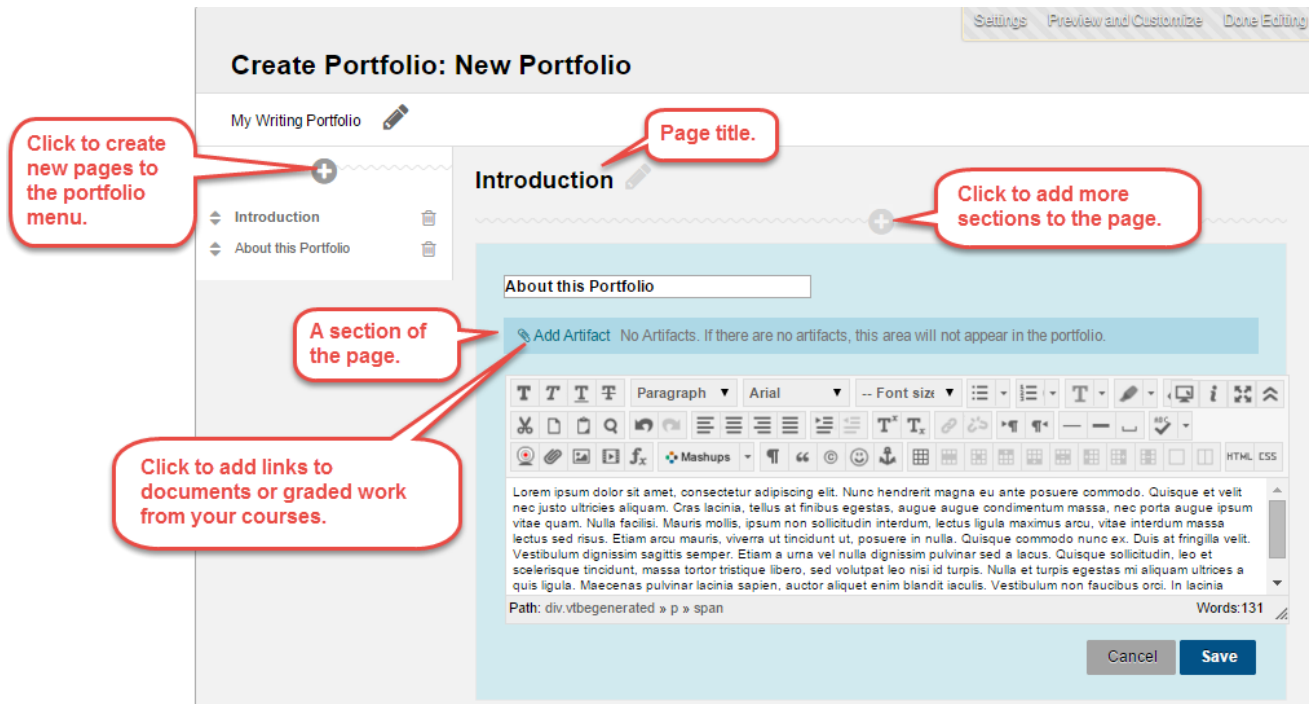 Settings Preview and Customize Done Editing
Create Portfolio: New Portfolio
My Writing Portfolio
Click to create
new pages to
the portfolio
menu.
Introduction
About this Portfolio
Page title.
Introduction
Click to add more
sections to the page.
About this Portfolio
A section of
the page.
Add Artifact No Artifacts. If there are no artifacts, this area will not appear in the portfolio.
Click to add links to
documents or graded work
from your courses.
T T T T Paragraph Arial -- Font size T i
Tx Tx ABC
fx Mashups HTML CSS
Lorem ipsum dolor sit amet, consectetur adipiscing elit. Nunc hendrerit magna eu ante posuere commodo. Quisque et velit
nec justo ultricies aliquam. Cras lacinia, tellus at finibus egestas, augue augue condimentum massa, nec porta augue ipsum
vitae quam. Nulla facilisi. Mauris mollis, ipsum non sollicitudin interdum, lectus ligula maximus arcu, vitae interdum massa
lectus sed risus. Etiam arcu mauris, viverra ut tincidunt ut, posuere in nulla. Quisque commodo nunc ex. Duis at fringilla velit.
Vestibulum dignissim sagittis semper. Etiam a urna vel nulla dignissim pulvinar sed a lacus. Quisque sollicitudin, leo et
scelerisque tincidunt, massa tortor tristique libero, sed volutpat leo nisi id turpis. Nulla et turpis egestas mi aliquam ultrices a
quis ligula. Maecenas pulvinar lacinia sapien, auctor aliquet enim blandit iaculis. Vestibulum non faucibus orci. In lacinia
Path: div.vtbegenerated » p » span Words:131
Cancel Save